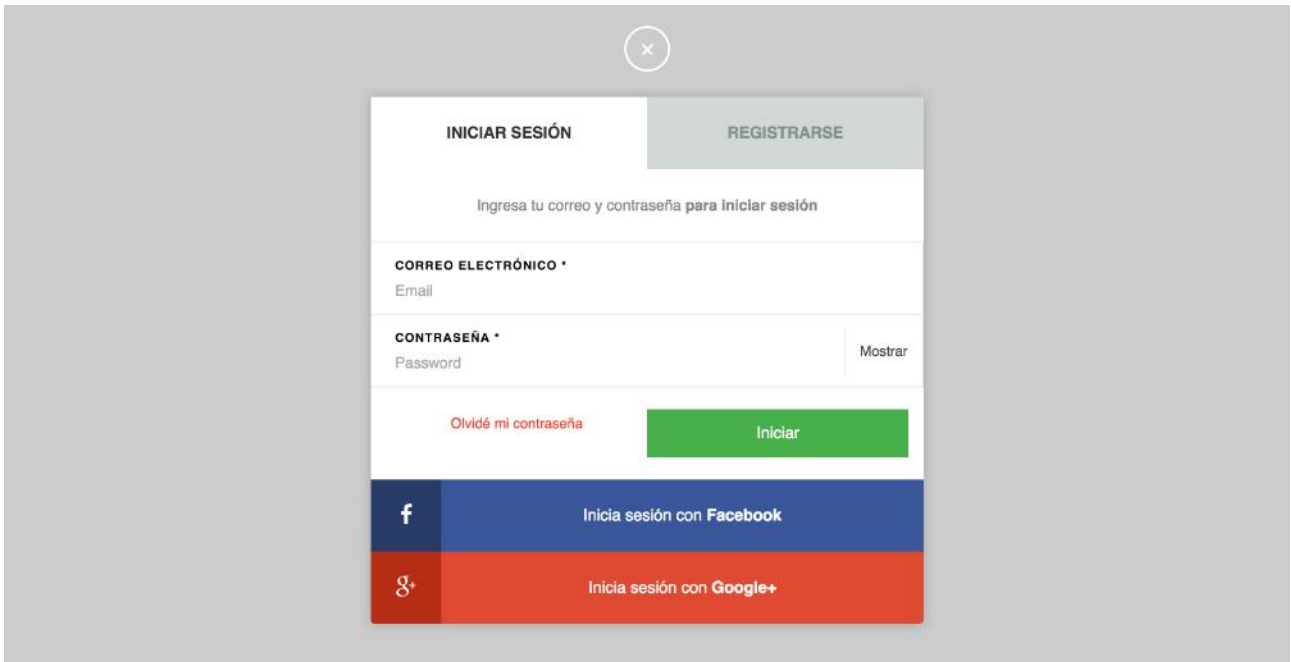 INICIAR SESIÓN
REGISTRARSE
Ingresa tu correo y contraseña para iniciar sesión
CORREO ELECTRÓNICO *
Email
CONTRASEÑA *
Password
Mostrar
Olvidé mi contraseña
Iniciar
f
Inicia sesión con Facebook
g+
Inicia sesión con Google+